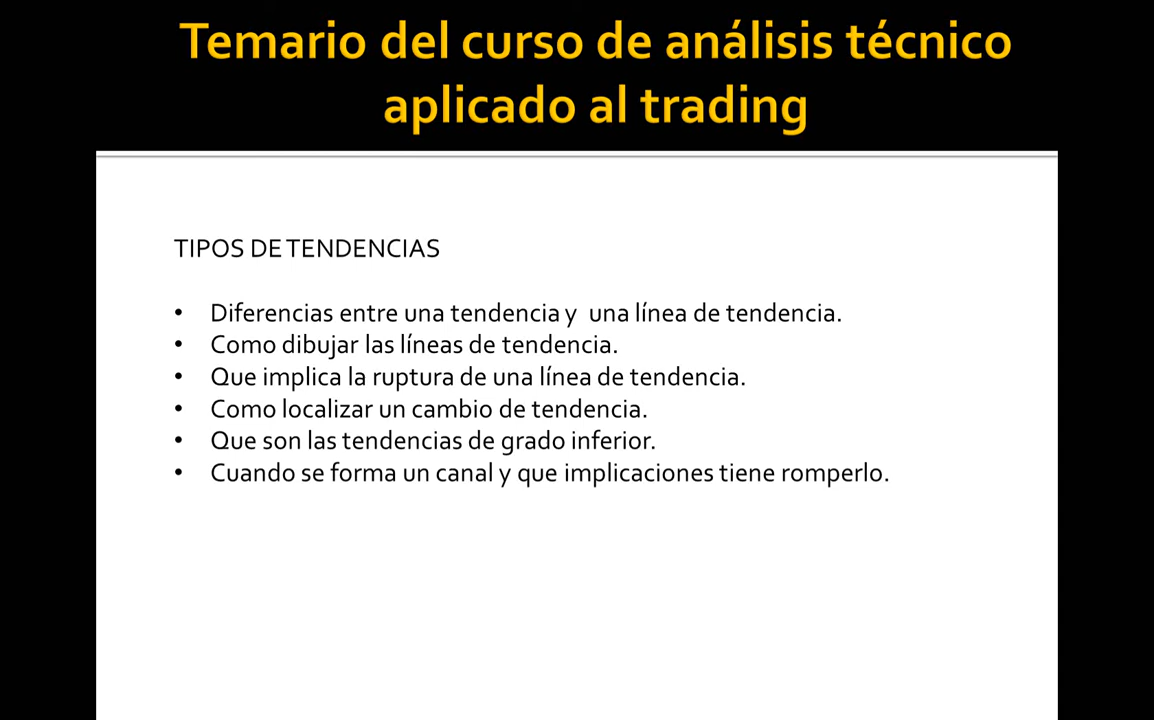 Temario del curso de análisis técnico
aplicado al trading
TIPOS DE TENDENCIAS
• Diferencias entre una tendencia y una línea de tendencia.
• Como dibujar las líneas de tendencia.
• Que implica la ruptura de una línea de tendencia.
• Como localizar un cambio de tendencia.
• Que son las tendencias de grado inferior.
• Cuando se forma un canal y que implicaciones tiene romperlo.